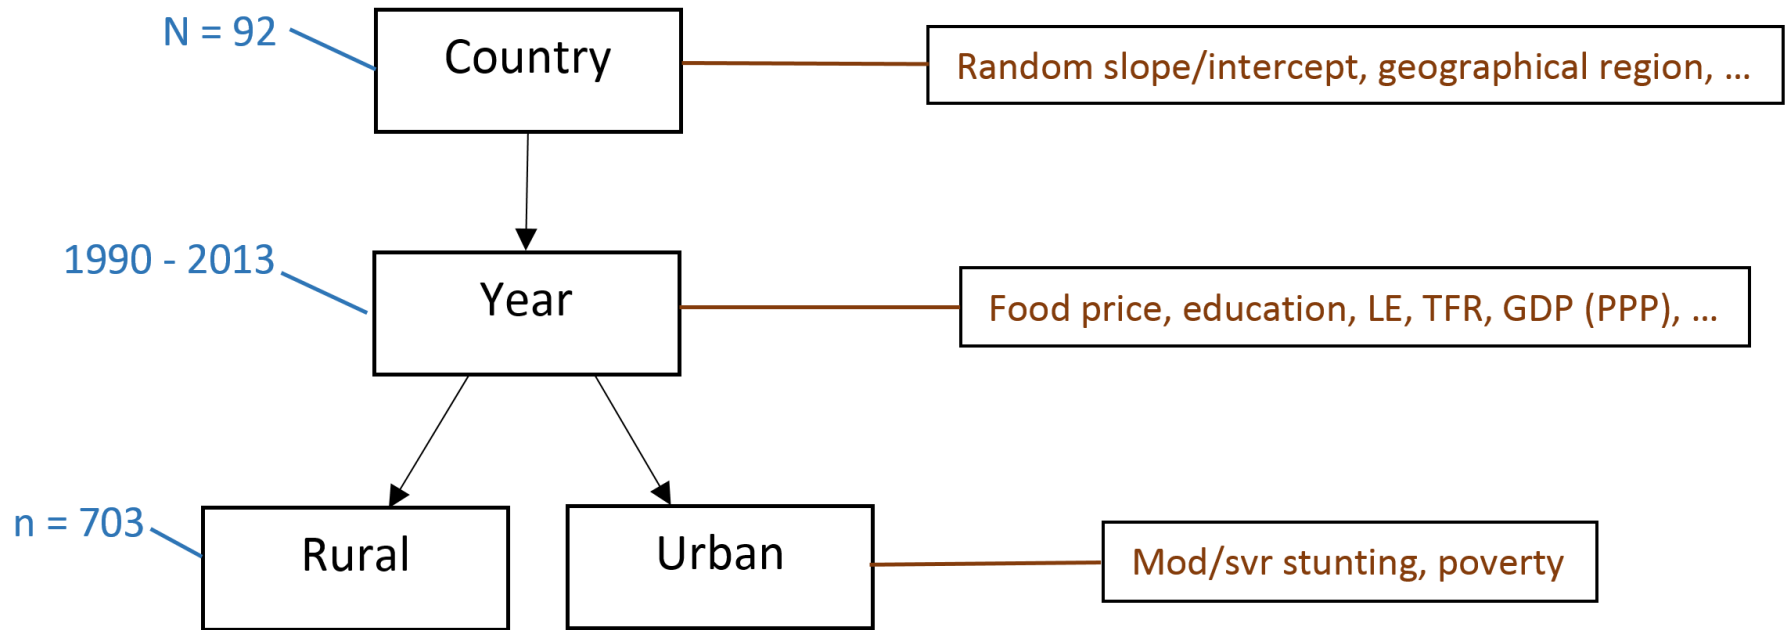 N = 92
Country
Random slope/intercept, geographical region, ...
1990 - 2013
Year
Food price, education, LE, TFR, GDP (PPP), ...
n = 703
Rural
Urban
Mod/svr stunting, poverty